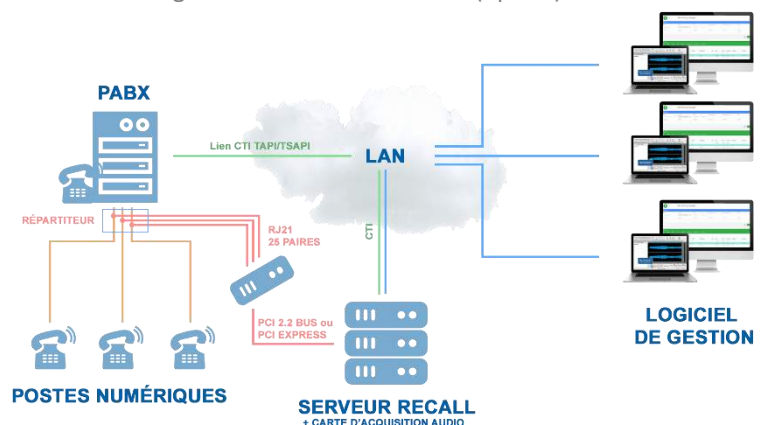 PABX
Lien CTI TAPI/TSAPI
LAN
RÉPARTITEUR
RJ21
25 PAIRES
CTI
PCI 2.2 BUS ou
PCI EXPRESS
LOGICIEL
DE GESTION
POSTES NUMÉRIQUES
SERVEUR RECALL
+ CARTE D'ACQUISITION AUDIO